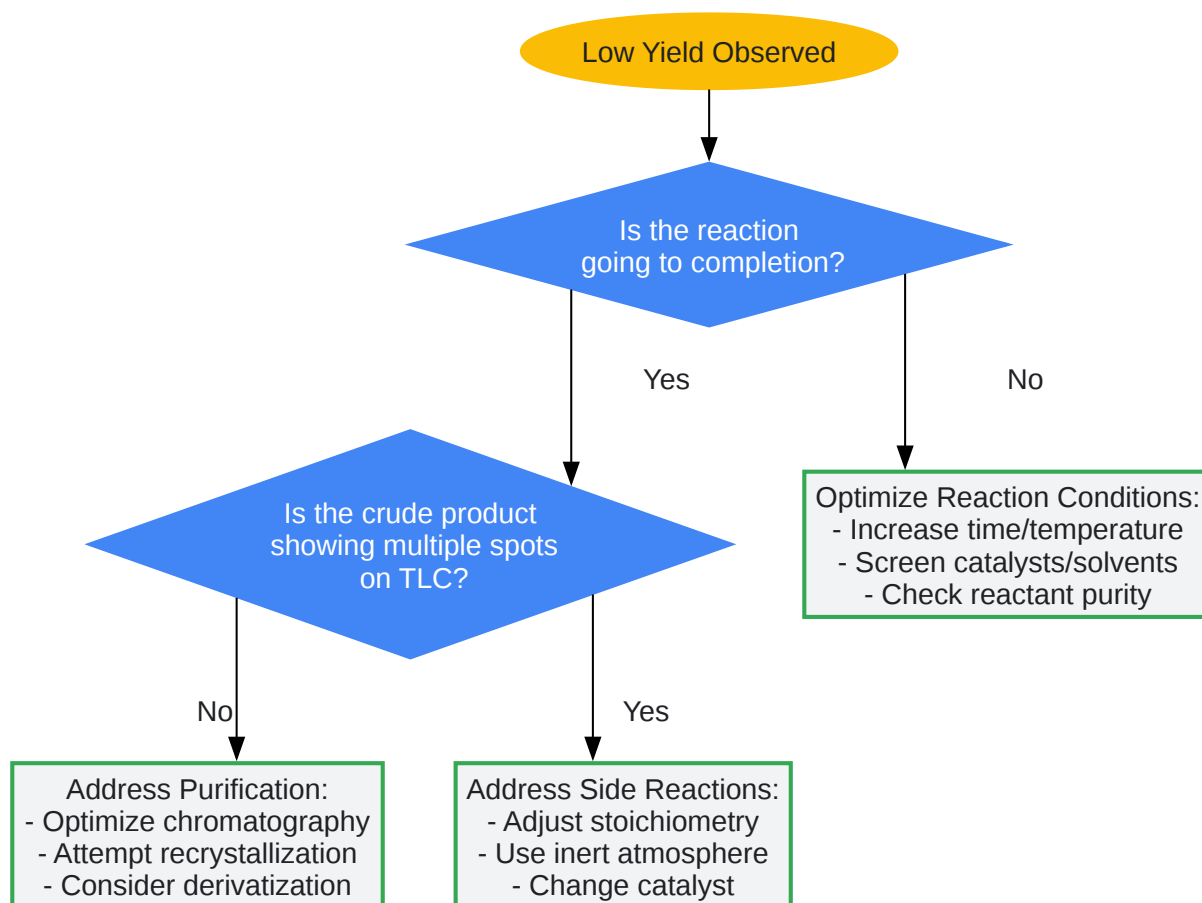 Low Yield Observed
Is the reaction
going to completion?
Yes
No
Is the crude product
showing multiple spots
on TLC?
Optimize Reaction Conditions:
- Increase time/temperature
- Screen catalysts/solvents
- Check reactant purity
No
Yes
Address Purification:
- Optimize chromatography
- Attempt recrystallization
- Consider derivatization
Address Side Reactions:
- Adjust stoichiometry
- Use inert atmosphere
- Change catalyst